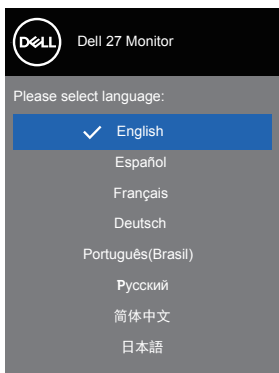 DELL
Dell 27 Monitor
Please select language:
English
Español
Français
Deutsch
Português(Brasil)
Русский
简体中文
日本語